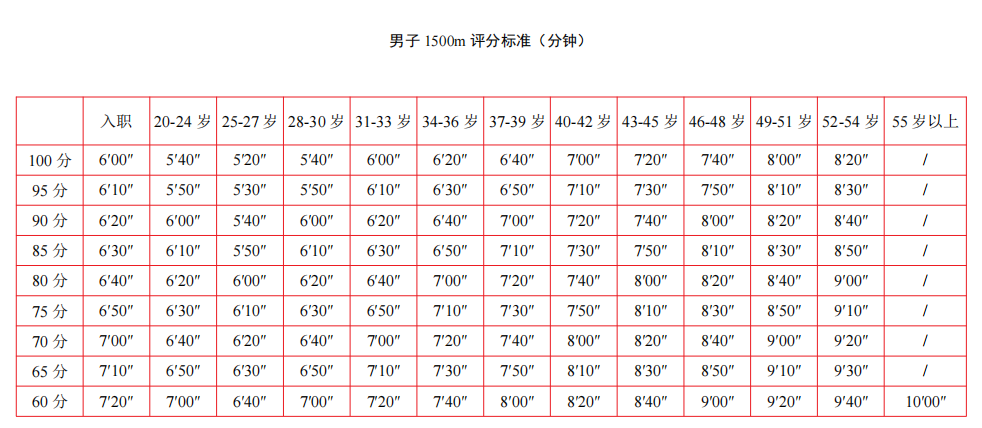 男子 1500m 评分标准（分钟）
入职 20-24 岁 25-27 岁 28-30 岁 31-33 岁 34-36 岁 37-39 岁 40-42 岁 43-45 岁 46-48 岁 49-51 岁 52-54 岁 55 岁以上
100 分 6′00″ 5′40″ 5′20″ 5′40″ 6′00″ 6′20″ 6′40″ 7′00″ 7′20″ 7′40″ 8′00″ 8′20″ /
95 分 6′10″ 5′50″ 5′30″ 5′50″ 6′10″ 6′30″ 6′50″ 7′10″ 7′30″ 7′50″ 8′10″ 8′30″ /
90 分 6′20″ 6′00″ 5′40″ 6′00″ 6′20″ 6′40″ 7′00″ 7′20″ 7′40″ 8′00″ 8′20″ 8′40″ /
85 分 6′30″ 6′10″ 5′50″ 6′10″ 6′30″ 6′50″ 7′10″ 7′30″ 7′50″ 8′10″ 8′30″ 8′50″ /
80 分 6′40″ 6′20″ 6′00″ 6′20″ 6′40″ 7′00″ 7′20″ 7′40″ 8′00″ 8′20″ 8′40″ 9′00″ /
75 分 6′50″ 6′30″ 6′10″ 6′30″ 6′50″ 7′10″ 7′30″ 7′50″ 8′10″ 8′30″ 8′50″ 9′10″ /
70 分 7′00″ 6′40″ 6′20″ 6′40″ 7′00″ 7′20″ 7′40″ 8′00″ 8′20″ 8′40″ 9′00″ 9′20″ /
65 分 7′10″ 6′50″ 6′30″ 6′50″ 7′10″ 7′30″ 7′50″ 8′10″ 8′30″ 8′50″ 9′10″ 9′30″ /
60 分 7′20″ 7′00″ 6′40″ 7′00″ 7′20″ 7′40″ 8′00″ 8′20″ 8′40″ 9′00″ 9′20″ 9′40″ 10′00″